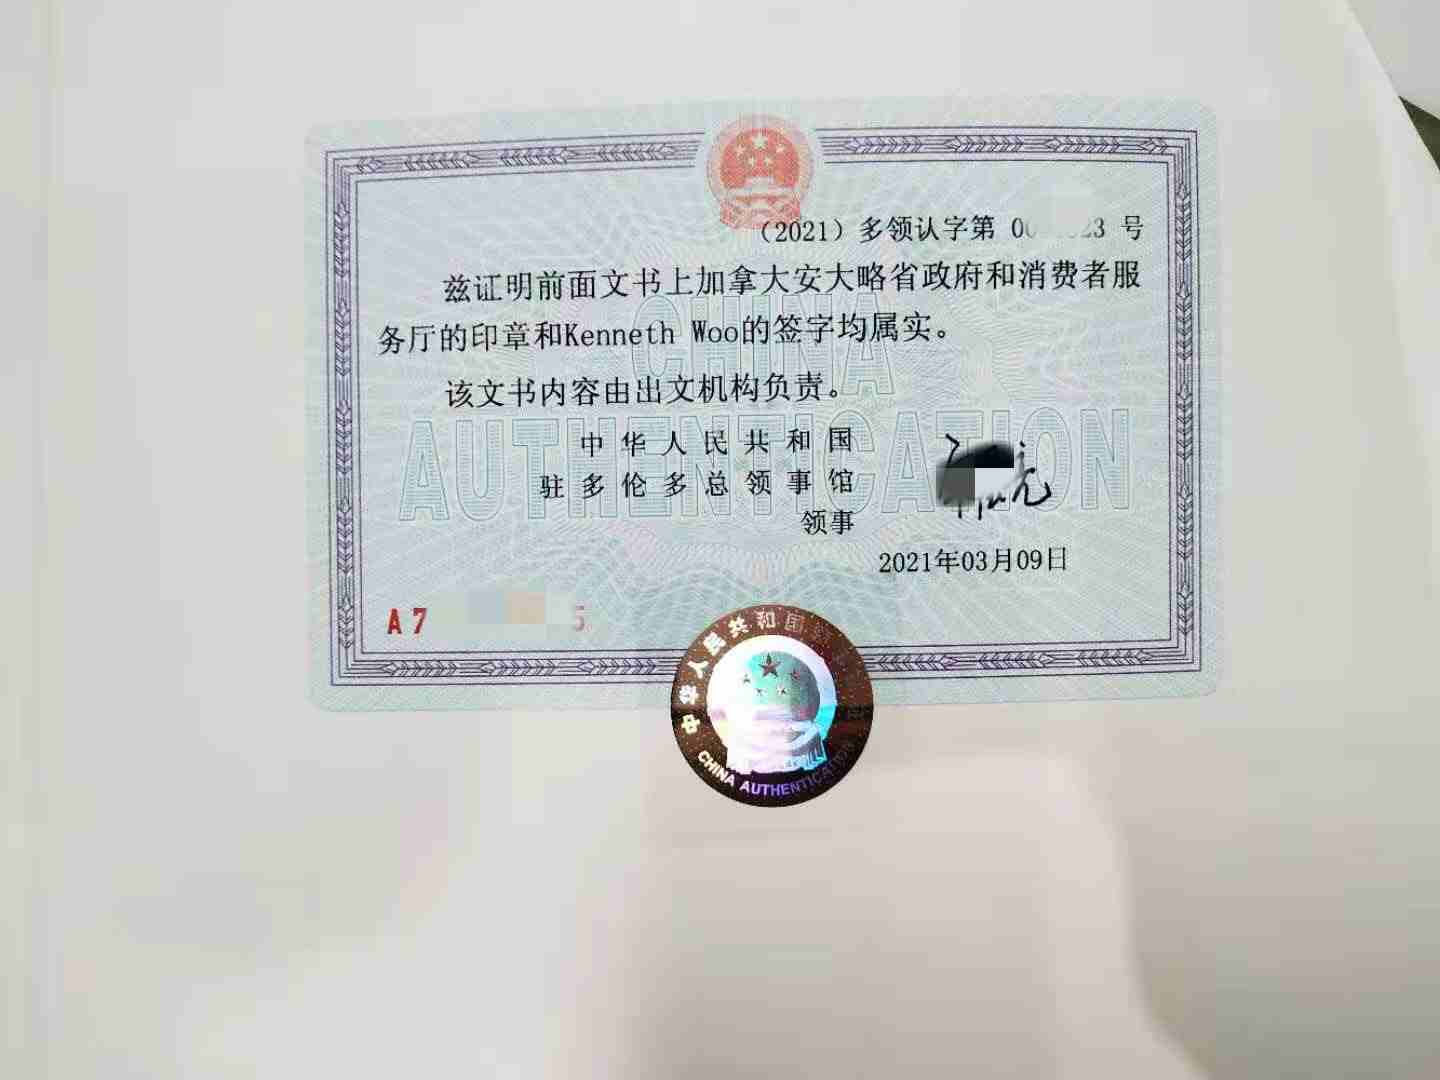 （2021）多领认字第 00 23 号
兹证明前面文书上加拿大安大略省政府和消费者服
务厅的印章和Kenneth Woo的签字均属实。
该文书内容由出文机构负责。
中华人民共和国
驻多伦多总领事馆
领事
2021年03月09日
A7 5
中华人民共和国
CHINA AUTHENTICATION
CHINA
AUTHENTICATION